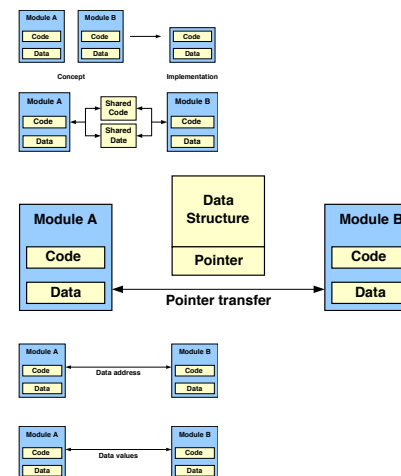 Module A
Module B
Code
Code
Code
Data
Data
Data
Concept
Implementation
Module A
Shared
Code
Module B
Code
Code
Shared
Date
Data
Data
Data
Structure
Module A
Module B
Code
Pointer
Code
Data
Data
Pointer transfer
Module A
Module B
Code
Data address
Code
Data
Data
Module A
Module B
Code
Data values
Code
Data
Data